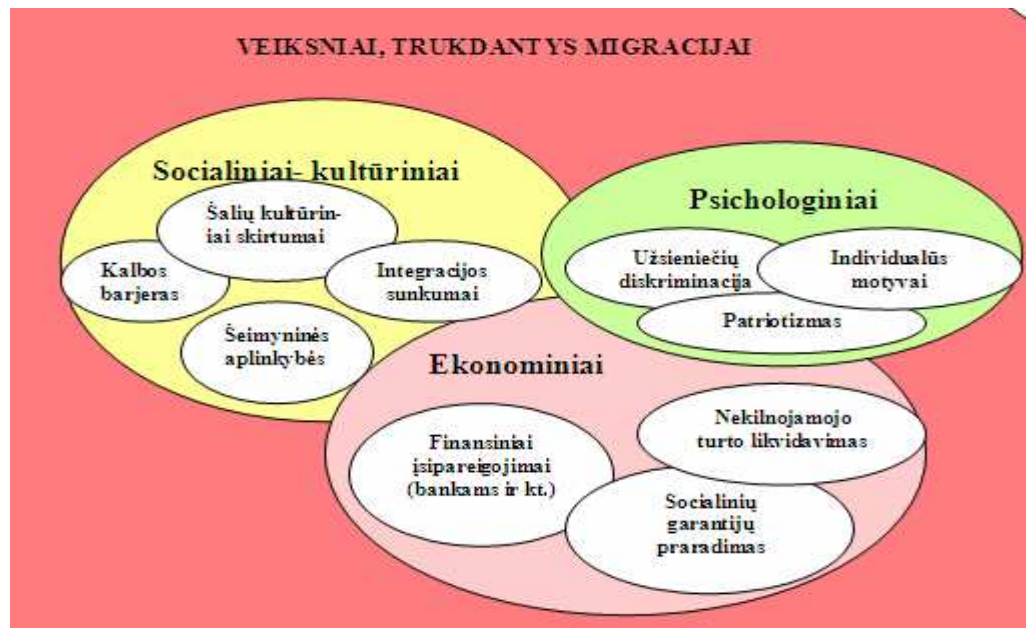 VEIKSNIAI, TRUKDANTYS MIGRACIJAI
Socialiniai- kultūriniai
Šalių kultūrin-
iai skirtumai
Kalbos
barjeras
Integracijos
sunkumai
Šeimyninės
aplinkybės
Psichologiniai
Užsieniečių
diskriminacija
Individualūs
motyvai
Patriotizmas
Ekonominiai
Finansiniai
įsipareigojimai
(bankams ir kt.)
Nekilnojamojo
turto likvidavimas
Socialinių
garantijų
praradimas